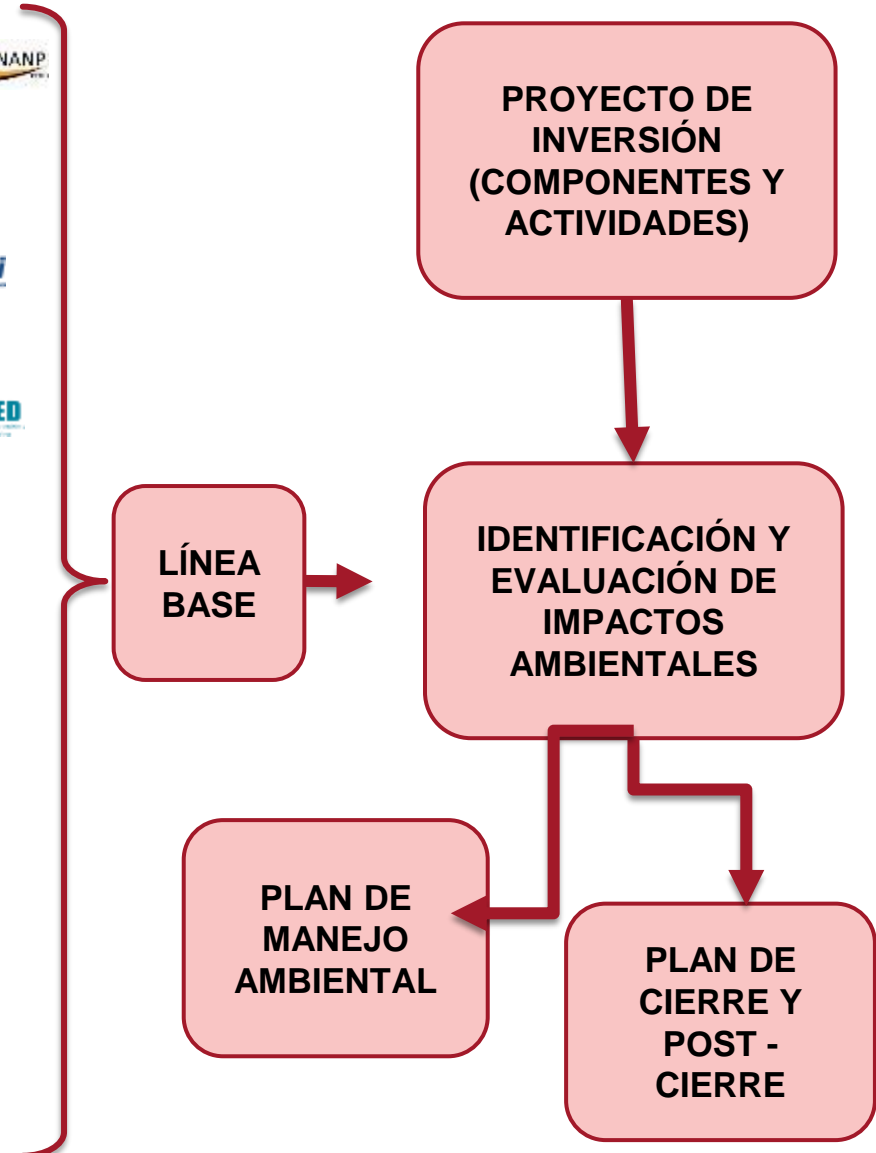 NANP
ED
PROYECTO DE
INVERSIÓN
(COMPONENTES Y
ACTIVIDADES)
LÍNEA
BASE
IDENTIFICACIÓN Y
EVALUACIÓN DE
IMPACTOS
AMBIENTALES
PLAN DE
MANEJO
AMBIENTAL
PLAN DE
CIERRE Y
POST -
CIERRE